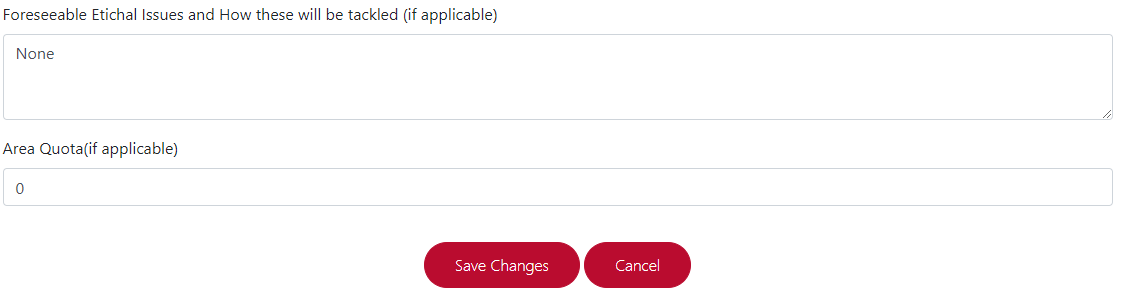 Foreseeable Etichal Issues and How these will be tackled (if applicable)
None
Area Quota(if applicable)
0
Save Changes Cancel